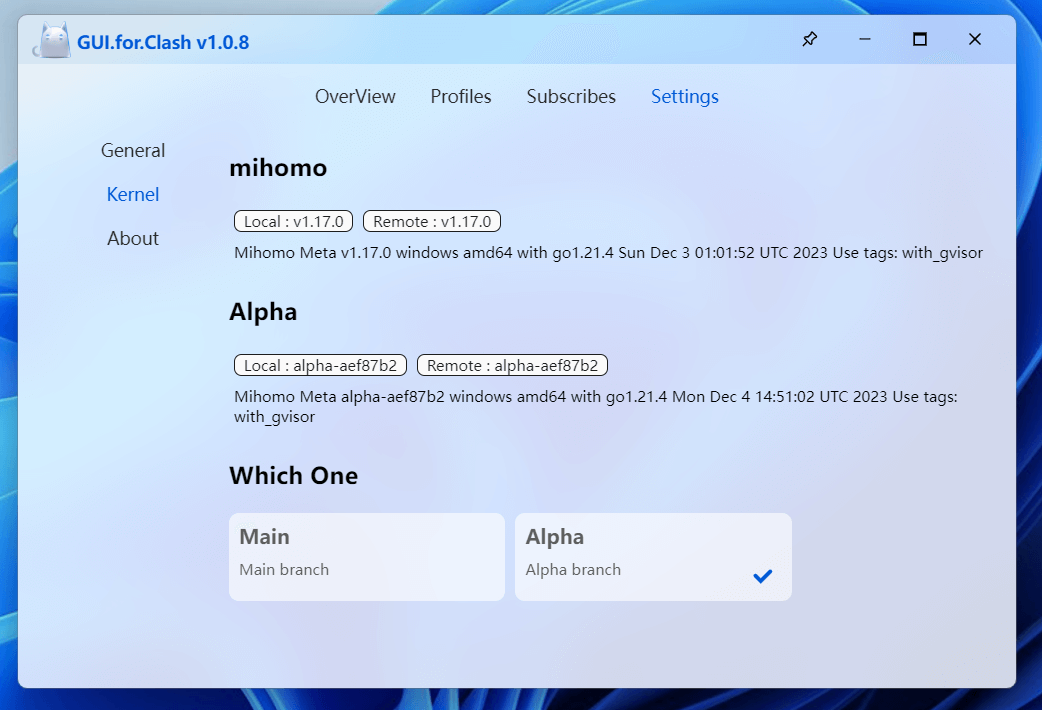 GUI.for.Clash v1.0.8
OverView Profiles Subscribes Settings
General
Kernel
About
mihomo
Local : v1.17.0 Remote : v1.17.0
Mihomo Meta v1.17.0 windows amd64 with go1.21.4 Sun Dec 3 01:01:52 UTC 2023 Use tags: with_gvisor
Alpha
Local : alpha-aef87b2 Remote : alpha-aef87b2
Mihomo Meta alpha-aef87b2 windows amd64 with go1.21.4 Mon Dec 4 14:51:02 UTC 2023 Use tags:
with_gvisor
Which One
Main
Main branch
Alpha
Alpha branch